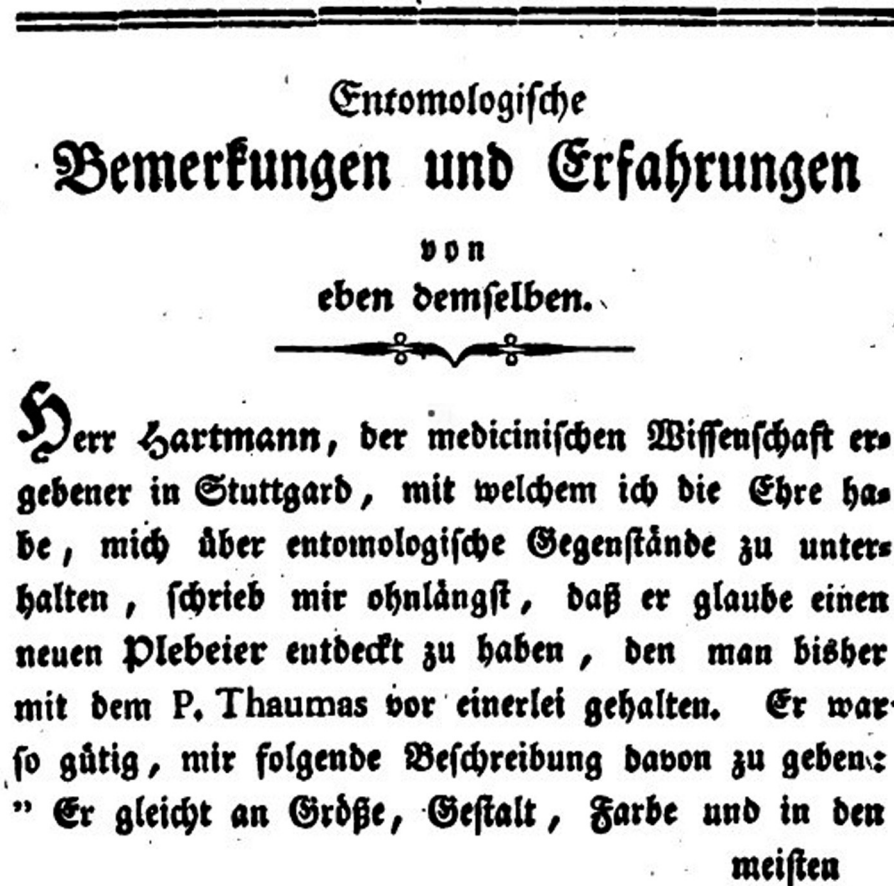 Entomologische
Bemerkungen und Erfahrungen
von
eben demselben.
Herr Hartmann, der medicinischen Wissenschaft er-
gebener in Stuttgard, mit welchem ich die Ehre ha-
be, mich über entomologische Gegenstände zu unter-
halten, schrieb mir ohnlängst, daß er glaube einen
neuen Plebeier entdeckt zu haben, den man bisher
mit dem P. Thaumas vor einerlei gehalten. Er war
so gütig, mir folgende Beschreibung davon zu geben:
” Er gleicht an Größe, Gestalt, Farbe und in den
meisten